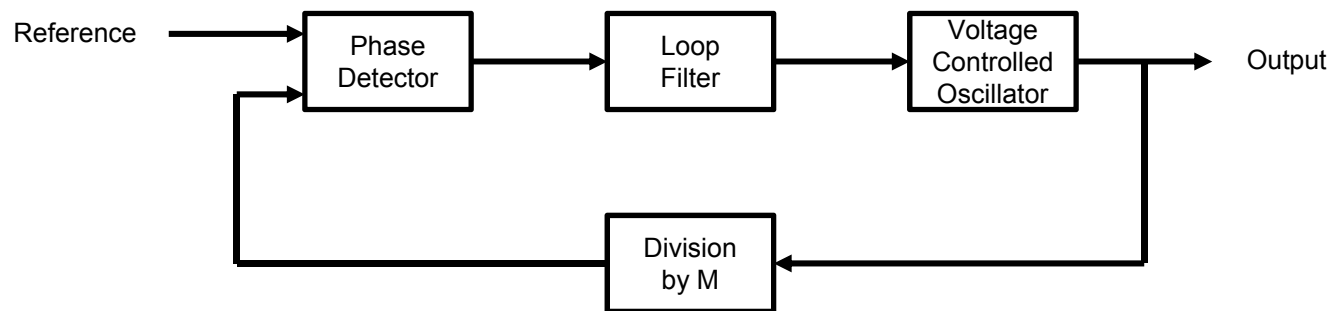 Reference
Phase
Detector
Loop
Filter
Voltage
Controlled
Oscillator
Output
Division
by M